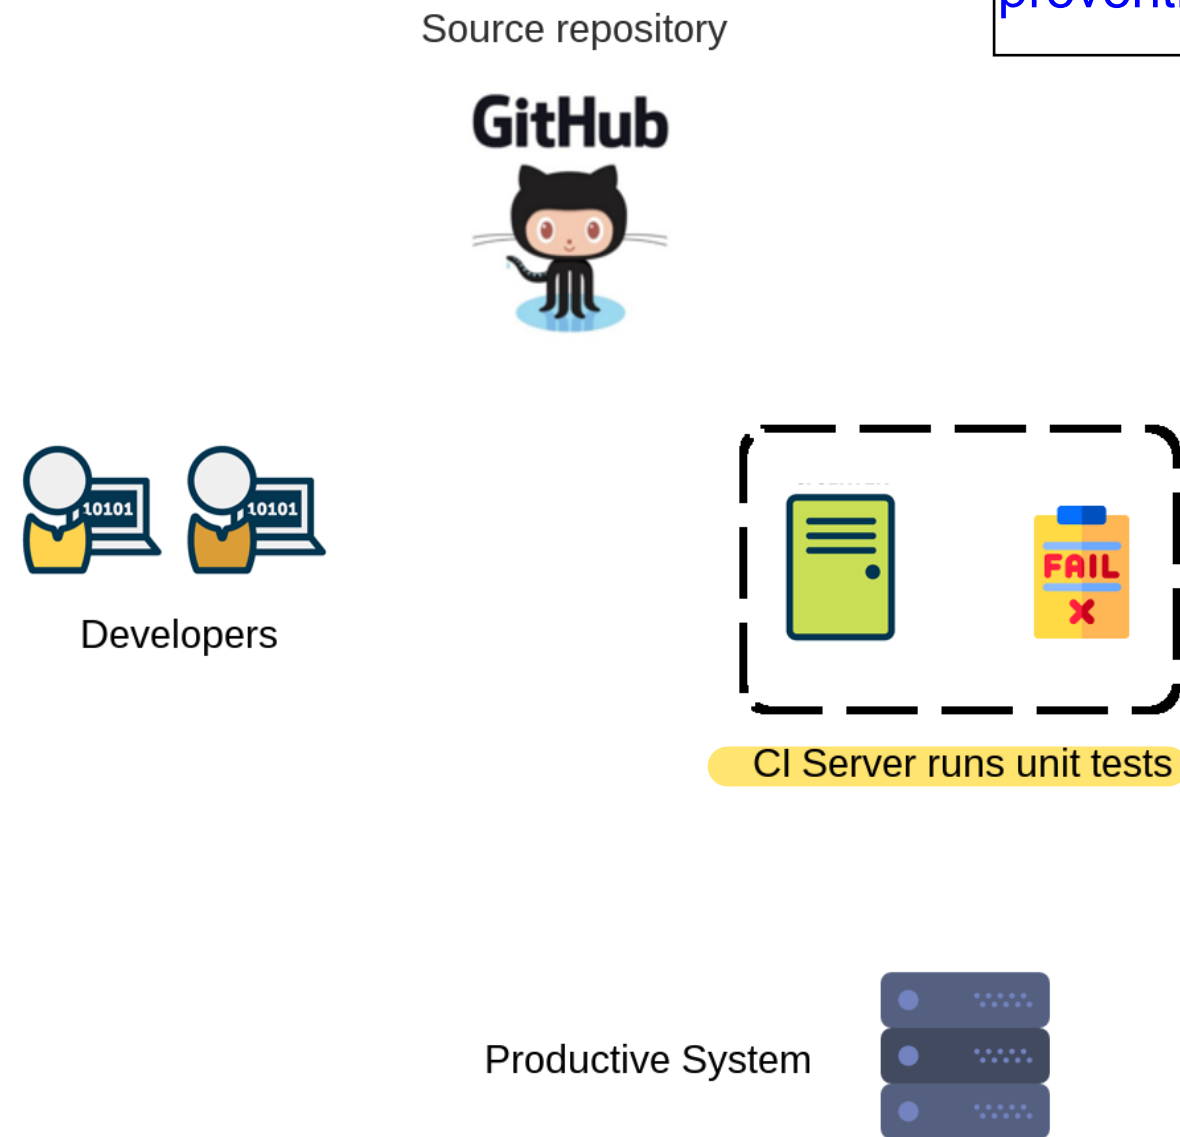 Source repository
GitHub
10101
10101
FAIL
Developers
CI Server runs unit tests
Productive System